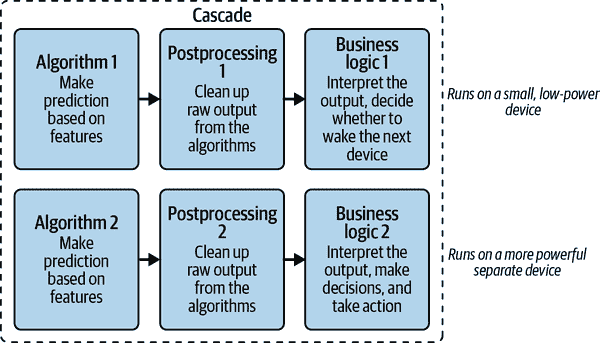 Cascade
Algorithm 1
Make
prediction
based on
features
Postprocessing
1
Clean up
raw output
from the
algorithms
Business
logic 1
Interpret the
output, decide
whether to
wake the next
device
Runs on a small, low-power
device
Algorithm 2
Make
prediction
based on
features
Postprocessing
2
Clean up
raw output
from the
algorithms
Business
logic 2
Interpret the
output, make
decisions, and
take action
Runs on a more powerful
separate device